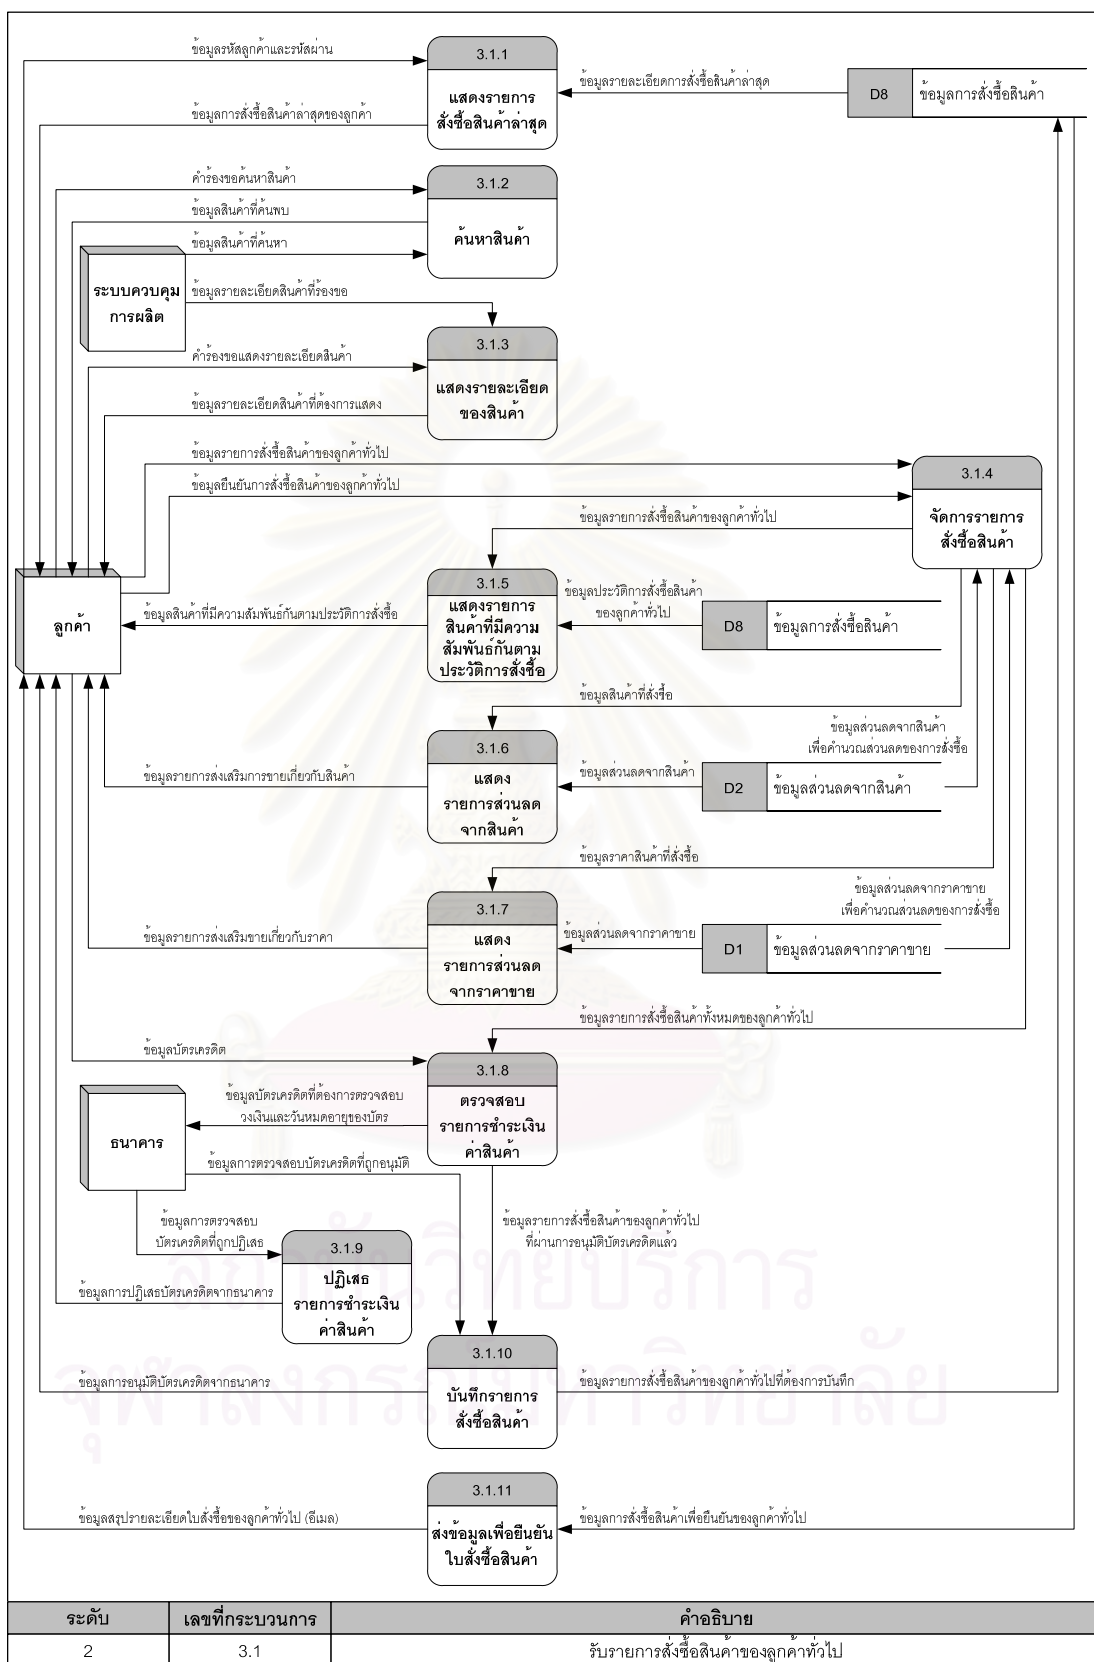 ข้อมูลรหัสลูกค้าและรหัสผ่าน
3.1.1
แสดงรายการ
สั่งซื้อสินค้าล่าสุด
ข้อมูลรายละเอียดการสั่งซื้อสินค้าล่าสุด
D8
ข้อมูลการสั่งซื้อสินค้า
ข้อมูลการสั่งซื้อสินค้าล่าสุดของลูกค้า
คำร้องขอค้นหาสินค้า
3.1.2
ค้นหาสินค้า
ข้อมูลสินค้าที่ค้นพบ
ข้อมูลสินค้าที่ค้นหา
ระบบควบคุม
การผลิต
ข้อมูลรายละเอียดสินค้าที่ร้องขอ
3.1.3
แสดงรายละเอียด
ของสินค้า
คำร้องขอแสดงรายละเอียดสินค้า
ข้อมูลรายละเอียดสินค้าที่ต้องการแสดง
ข้อมูลรายการสั่งซื้อสินค้าของลูกค้าทั่วไป
ข้อมูลยืนยันการสั่งซื้อสินค้าของลูกค้าทั่วไป
3.1.4
จัดการรายการ
สั่งซื้อสินค้า
ข้อมูลรายการสั่งซื้อสินค้าของลูกค้าทั่วไป
ลูกค้า
ข้อมูลสินค้าที่มีความสัมพันธ์กันตามประวัติการสั่งซื้อ
3.1.5
แสดงรายการ
สินค้าที่มีความ
สัมพันธ์กันตาม
ประวัติการสั่งซื้อ
ข้อมูลประวัติการสั่งซื้อสินค้า
ของลูกค้าทั่วไป
D8
ข้อมูลการสั่งซื้อสินค้า
ข้อมูลสินค้าที่สั่งซื้อ
ข้อมูลส่วนลดจากสินค้า
เพื่อคำนวณส่วนลดของการสั่งซื้อ
3.1.6
แสดง
รายการส่วนลด
จากสินค้า
ข้อมูลรายการส่งเสริมการขายเกี่ยวกับสินค้า
ข้อมูลส่วนลดจากสินค้า
D2
ข้อมูลส่วนลดจากสินค้า
ข้อมูลราคาสินค้าที่สั่งซื้อ
ข้อมูลส่วนลดจากราคาขาย
เพื่อคำนวณส่วนลดของการสั่งซื้อ
3.1.7
แสดง
รายการส่วนลด
จากราคาขาย
ข้อมูลรายการส่งเสริมขายเกี่ยวกับราคา
ข้อมูลส่วนลดจากราคาขาย
D1
ข้อมูลส่วนลดจากราคาขาย
ข้อมูลรายการสั่งซื้อสินค้าทั้งหมดของลูกค้าทั่วไป
ข้อมูลบัตรเครดิต
3.1.8
ตรวจสอบ
รายการชำระเงิน
ค่าสินค้า
ข้อมูลบัตรเครดิตที่ต้องการตรวจสอบ
วงเงินและวันหมดอายุของบัตร
ธนาคาร
ข้อมูลการตรวจสอบบัตรเครดิตที่ถูกอนุมัติ
ข้อมูลการตรวจสอบ
บัตรเครดิตที่ถูกปฏิเสธ
ข้อมูลรายการสั่งซื้อสินค้าของลูกค้าทั่วไป
ที่ผ่านการอนุมัติบัตรเครดิตแล้ว
3.1.9
ปฏิเสธ
รายการชำระเงิน
ค่าสินค้า
ข้อมูลการปฏิเสธบัตรเครดิตจากธนาคาร
สถาบันวิทยบริการ
จุฬาลงกรณ์มหาวิทยาลัย
3.1.10
บันทึกรายการ
สั่งซื้อสินค้า
ข้อมูลการอนุมัติบัตรเครดิตจากธนาคาร
ข้อมูลรายการสั่งซื้อสินค้าของลูกค้าทั่วไปที่ต้องการบันทึก
3.1.11
ส่งข้อมูลเพื่อยืนยัน
ใบสั่งซื้อสินค้า
ข้อมูลสรุปรายละเอียดใบสั่งซื้อของลูกค้าทั่วไป (อีเมล)
ข้อมูลการสั่งซื้อสินค้าเพื่อยืนยันของลูกค้าทั่วไป
ระดับ เลขที่กระบวนการ คำอธิบาย
2 3.1 รับรายการสั่งซื้อสินค้าของลูกค้าทั่วไป